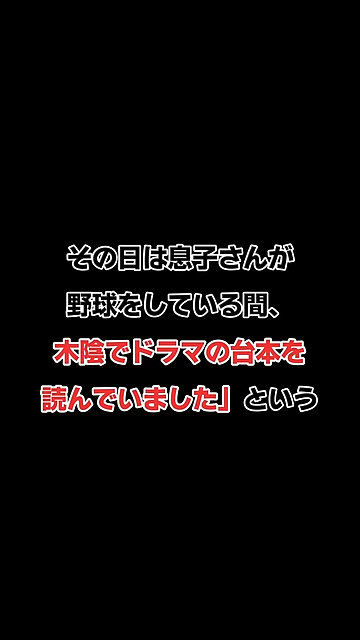 その日は息子さんが
野球をしている間、
木陰でドラマの台本を
読んでいました」という